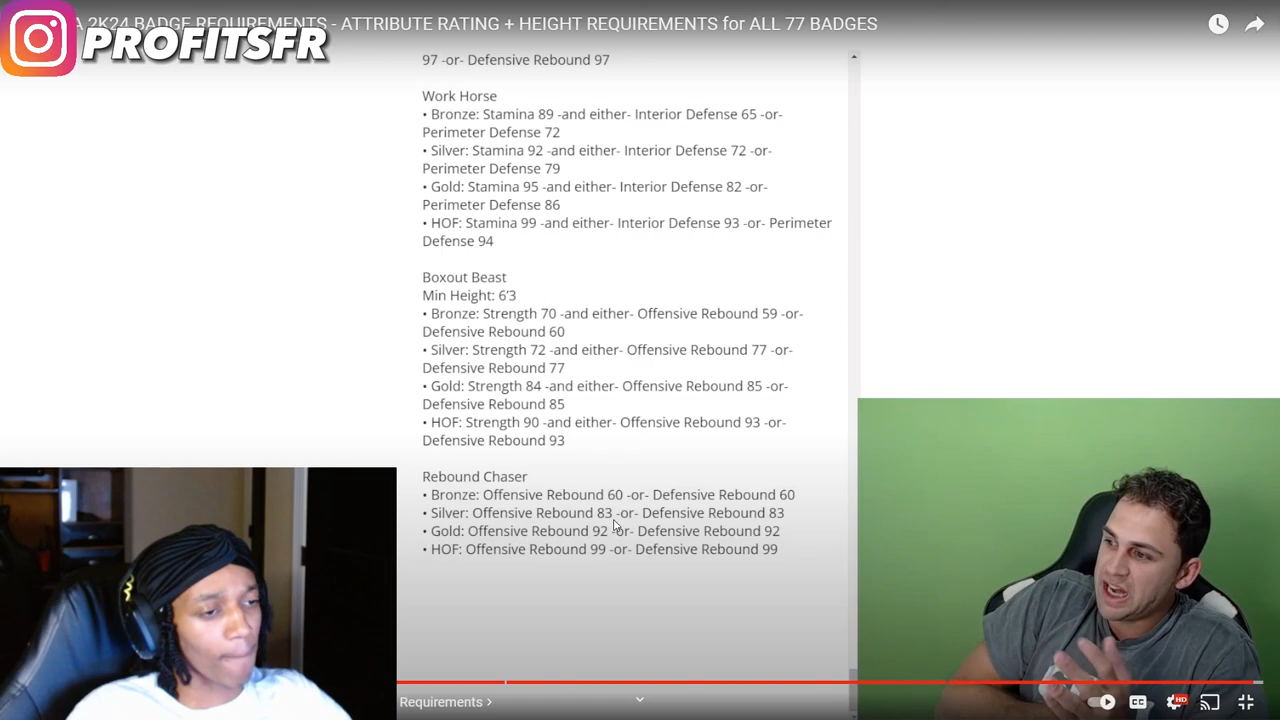 A 2K24 BADGE REQUIREMENTS - ATTRIBUTE RATING + HEIGHT REQUIREMENTS for ALL 77 BADGES
PROFITSFR
97 -or- Defensive Rebound 97
Work Horse
• Bronze: Stamina 89 -and either- Interior Defense 65 -or-
Perimeter Defense 72
• Silver: Stamina 92 -and either- Interior Defense 72 -or-
Perimeter Defense 79
• Gold: Stamina 95 -and either- Interior Defense 82 -or-
Perimeter Defense 86
• HOF: Stamina 99 -and either- Interior Defense 93 -or- Perimeter
Defense 94
Boxout Beast
Min Height: 6'3
• Bronze: Strength 70 -and either- Offensive Rebound 59 -or-
Defensive Rebound 60
• Silver: Strength 72 -and either- Offensive Rebound 77 -or-
Defensive Rebound 77
• Gold: Strength 84 -and either- Offensive Rebound 85 -or-
Defensive Rebound 85
• HOF: Strength 90 -and either- Offensive Rebound 93 -or-
Defensive Rebound 93
Rebound Chaser
• Bronze: Offensive Rebound 60 -or- Defensive Rebound 60
• Silver: Offensive Rebound 83 -or- Defensive Rebound 83
• Gold: Offensive Rebound 92 -or- Defensive Rebound 92
• HOF: Offensive Rebound 99 -or- Defensive Rebound 99
Requirements >
CC
HD